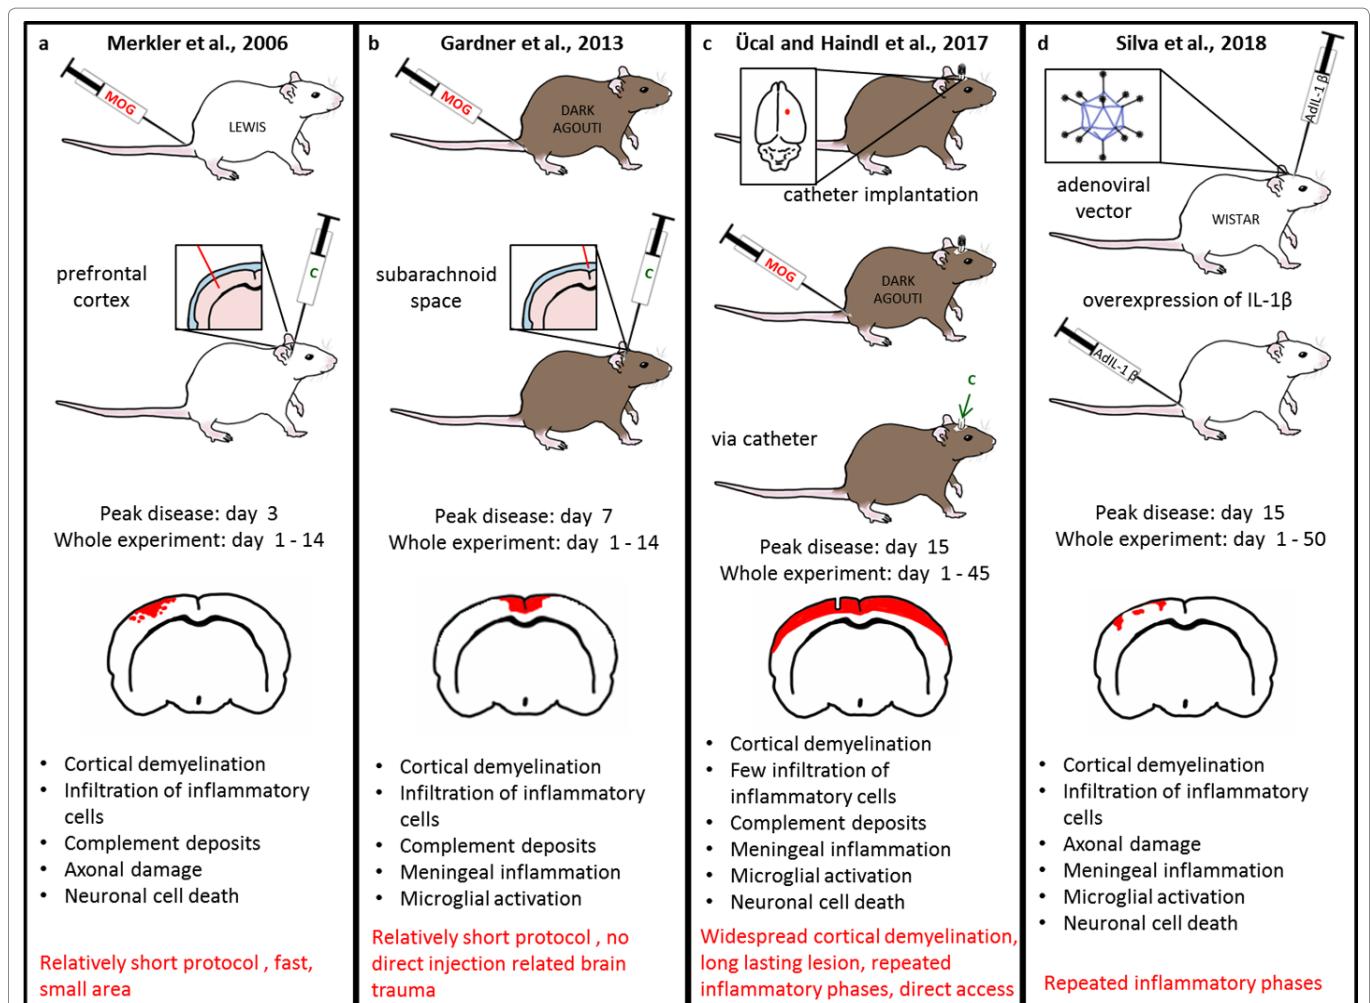 a Merkler et al., 2006
MOG
LEWIS
prefrontal
cortex
C
Peak disease: day 3
Whole experiment: day 1 - 14
• Cortical demyelination
• Infiltration of inflammatory
cells
• Complement deposits
• Axonal damage
• Neuronal cell death
Relatively short protocol , fast,
small area
b Gardner et al., 2013
MOG
DARK
AGOUTI
subarachnoid
space
C
Peak disease: day 7
Whole experiment: day 1 - 14
• Cortical demyelination
• Infiltration of inflammatory
cells
• Complement deposits
• Meningeal inflammation
• Microglial activation
Relatively short protocol , no
direct injection related brain
trauma
c Ücal and Haindl et al., 2017
catheter implantation
MOG
DARK
AGOUTI
C
via catheter
Peak disease: day 15
Whole experiment: day 1 - 45
• Cortical demyelination
• Few infiltration of
inflammatory cells
• Complement deposits
• Meningeal inflammation
• Microglial activation
• Neuronal cell death
Widespread cortical demyelination,
long lasting lesion, repeated
inflammatory phases, direct access
d Silva et al., 2018
AdIL-1 β
adenoviral
vector
WISTAR
overexpression of IL-1β
AdIL-1 β
Peak disease: day 15
Whole experiment: day 1 - 50
• Cortical demyelination
• Infiltration of inflammatory
cells
• Axonal damage
• Meningeal inflammation
• Microglial activation
• Neuronal cell death
Repeated inflammatory phases